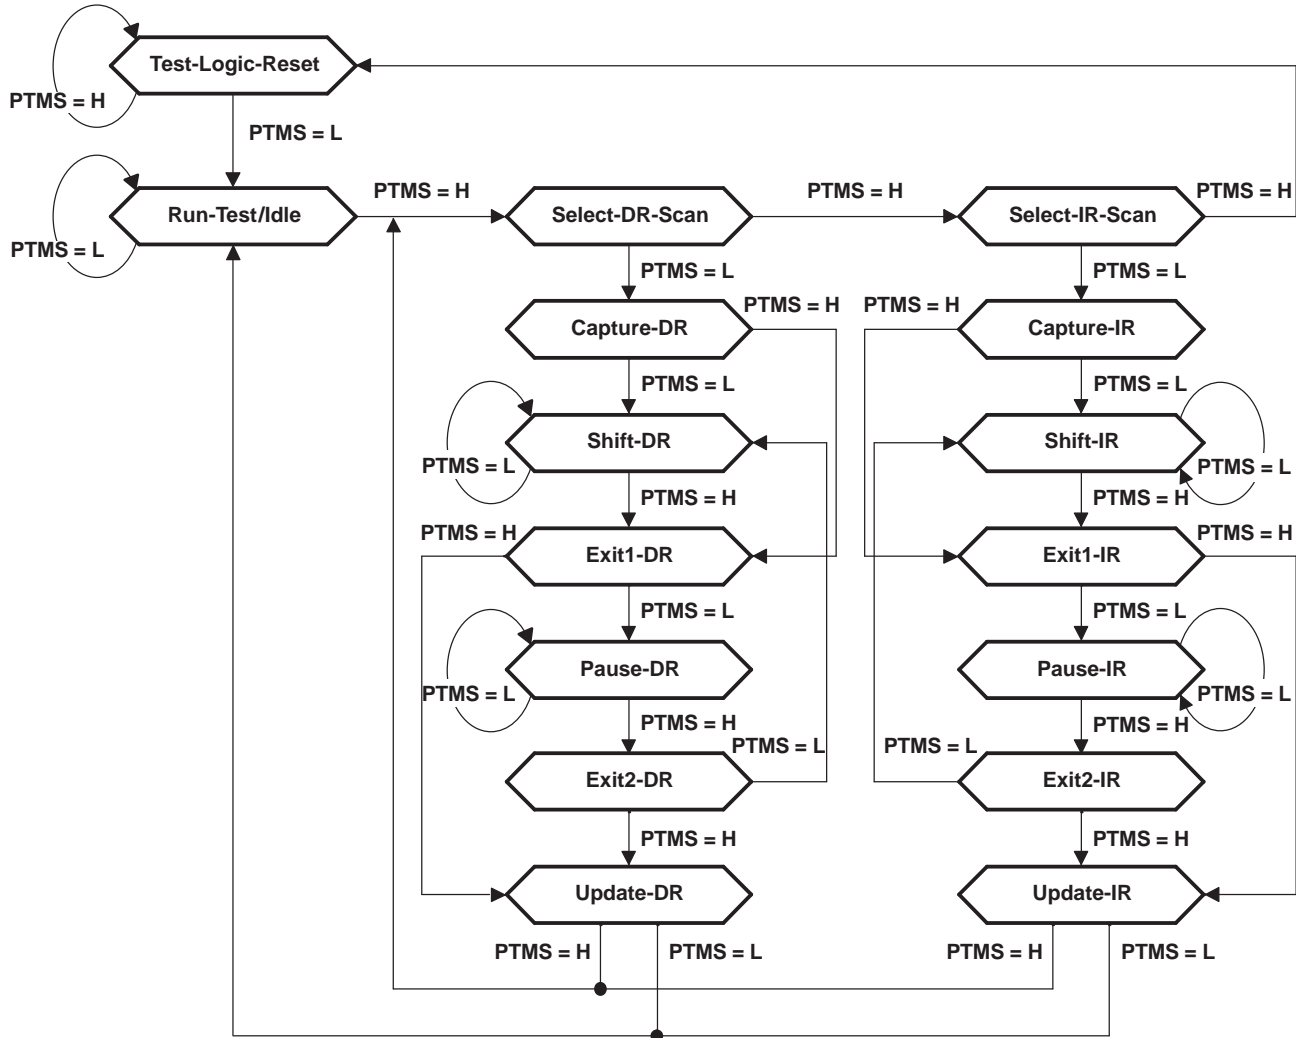 Test-Logic-Reset
PTMS = H
PTMS = L
Run-Test/Idle
PTMS = L
PTMS = H
Select-DR-Scan
PTMS = H
Select-IR-Scan
PTMS = H
PTMS = L
PTMS = L
Capture-DR
PTMS = H
PTMS = H
Capture-IR
PTMS = L
PTMS = L
Shift-DR
PTMS = L
Shift-IR
PTMS = L
PTMS = H
PTMS = H
PTMS = H
Exit1-DR
Exit1-IR
PTMS = H
PTMS = L
PTMS = L
Pause-DR
PTMS = L
Pause-IR
PTMS = L
PTMS = H
PTMS = H
Exit2-DR
PTMS = L
PTMS = L
Exit2-IR
PTMS = H
PTMS = H
Update-DR
Update-IR
PTMS = H
PTMS = L
PTMS = H
PTMS = L